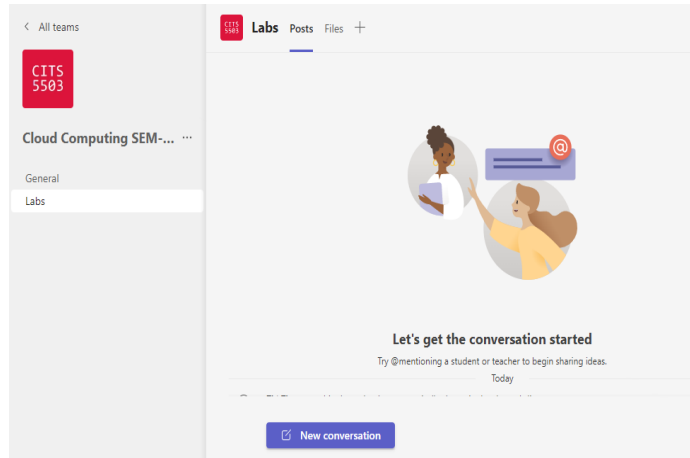 All teams
CITS
5503
Cloud Computing SEM-... ...
General
Labs
CITS
5503
Labs Posts Files
@
Let's get the conversation started
Try @mentioning a student or teacher to begin sharing ideas.
Today
New conversation